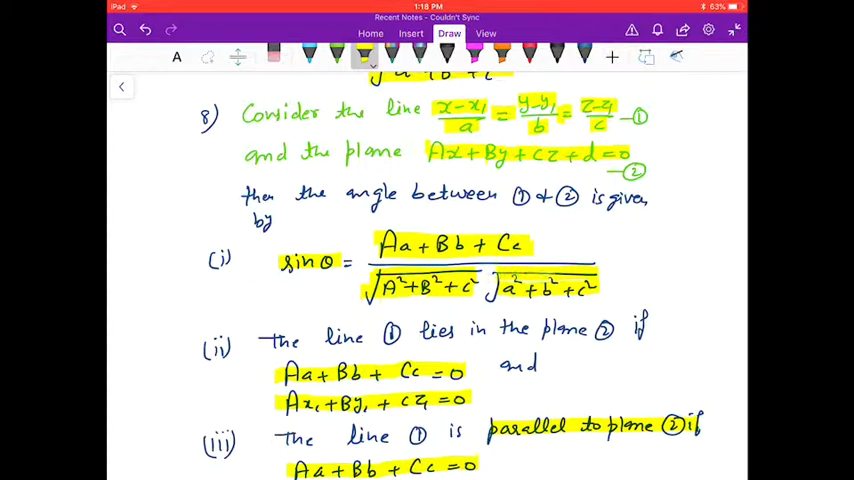 iPad
1:18 PM
63%
Recent Notes - Couldn't Sync
Home Insert Draw View
A
8) Consider the line x-x₁/a = y-y₁/b = z-z₁/c —①
and the plane Ax+By+Cz+d=0 —②
then the angle between ① & ② is given
by
(i) sinθ = Aa+Bb+Cc / √A²+B²+c² √a²+b²+c²
(ii) The line ① lies in the plane ② if
Aa+Bb+Cc=0 and
Ax₁+By₁+cz₁=0
(iii) The line ① is parallel to plane ② if
Aa+Bb+Cc=0